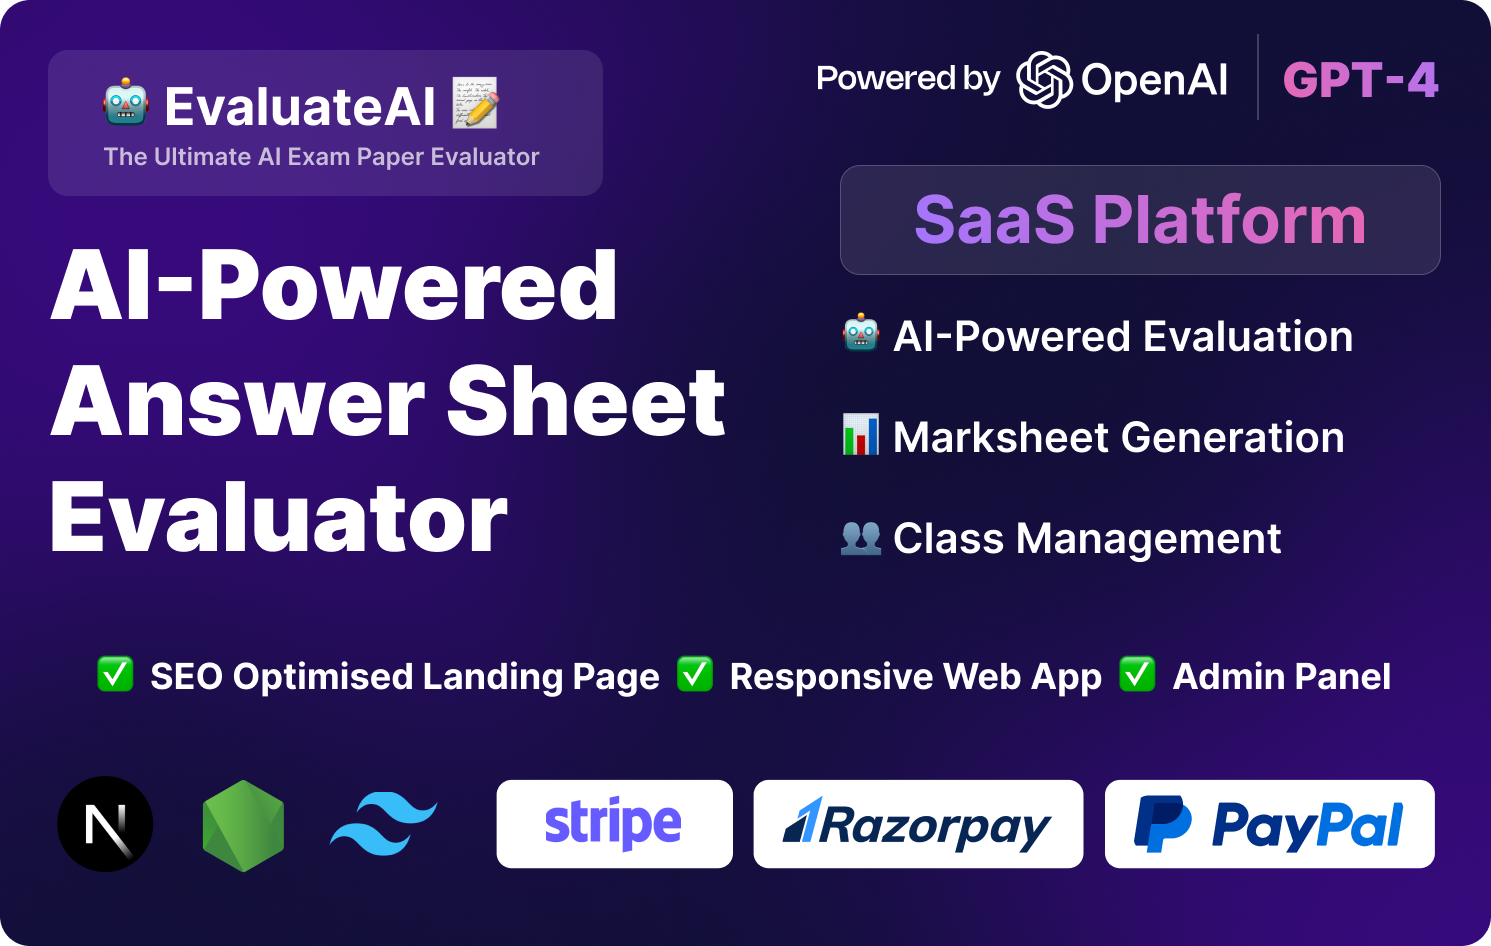 EvaluateAI
The Ultimate AI Exam Paper Evaluator
AI-Powered
Answer Sheet
Evaluator
Powered by OpenAI GPT-4
SaaS Platform
AI-Powered Evaluation
Marksheet Generation
Class Management
SEO Optimised Landing Page Responsive Web App Admin Panel
N stripe Razorpay PayPal